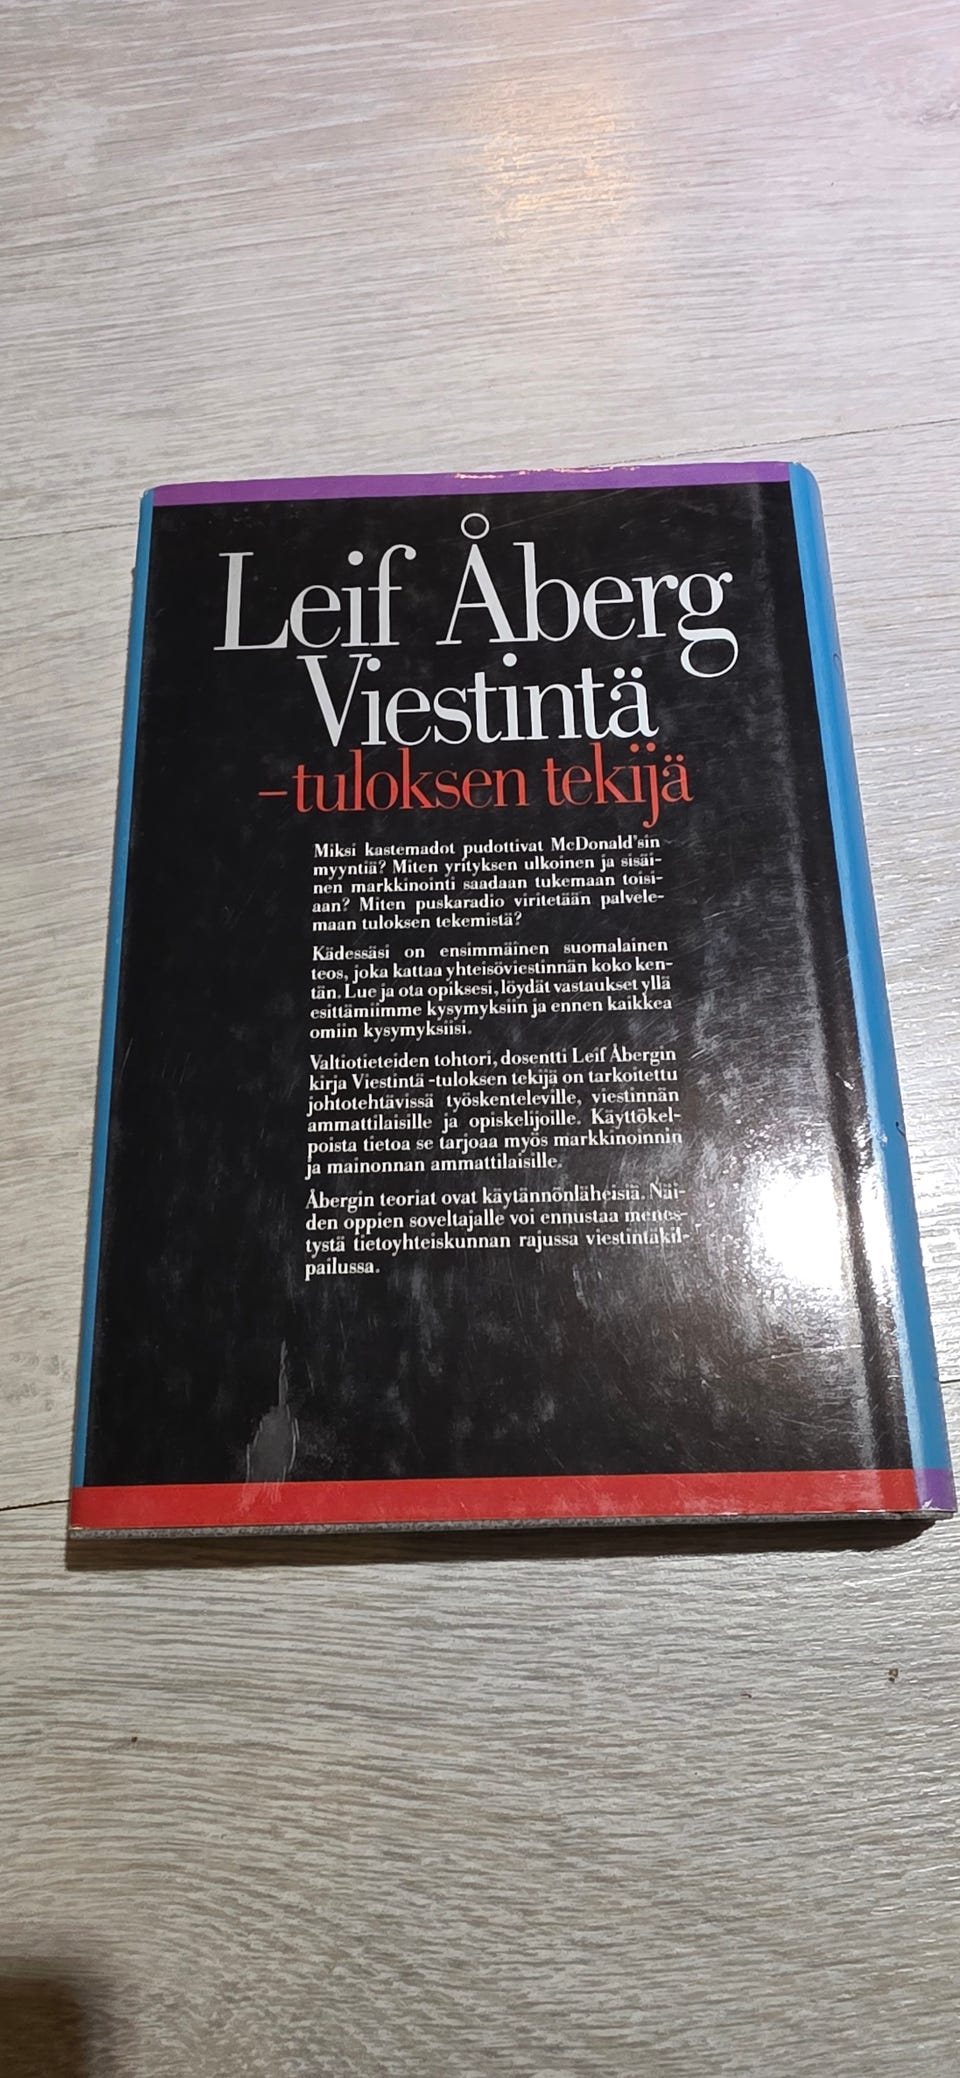 Leif Åberg
Viestintä
–tuloksen tekijä
Miksi kastemadot pudottivat McDonald'sin
myyntiä? Miten yrityksen ulkoinen ja sisäi-
nen markkinointi saadaan tukemaan toisi-
aan? Miten puskaradio viritetään palvele-
maan tuloksen tekemistä?
Kädessäsi on ensimmäinen suomalainen
teos, joka kattaa yhteisöviestinnän koko ken-
tän. Lue ja ota opiksesi, löydät vastaukset yllä
esittämiimme kysymyksiin ja ennen kaikkea
omiin kysymyksiisi.
Valtiotieteiden tohtori, dosentti Leif Åbergin
kirja Viestintä -tuloksen tekijä on tarkoitettu
johtotehtävissä työskenteleville, viestinnän
ammattilaisille ja opiskelijoille. Käyttökel-
poista tietoa se tarjoaa myös markkinoinnin
ja mainonnan ammattilaisille.
Åbergin teoriat ovat käytännönläheisiä. Näi-
den oppien soveltajalle voi ennustaa menes-
tystä tietoyhteiskunnan rajussa viestintäkil-
pailussa.